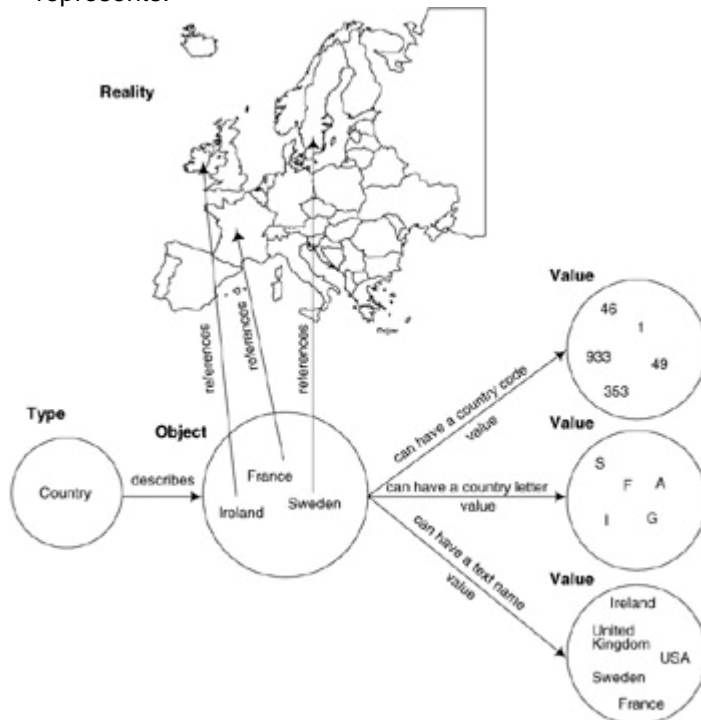 Reality
references
references
references
Type
Country
describes
Object
France
Iroland
Sweden
can have a country code
value
can have a country letter
value
can have a text name
value
Value
46
1
933
49
353
Value
S
F
A
I
G
Value
Ireland
United
Kingdom
USA
Sweden
France